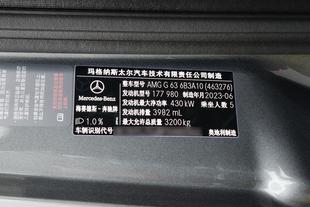 玛格纳斯太尔汽车技术有限责任公司制造
整车型号 AMG G 63 6B3A10 (463276)
发动机型号 177 980 制造年月 2023-06
发动机最大净功率 430 kW 乘坐人数 5
发动机排量 3982 mL
最大允许总质量 3200 kg
车辆识别代号
奥地利制造
Mercedes-Benz
梅赛德斯-奔驰牌
1.0 %